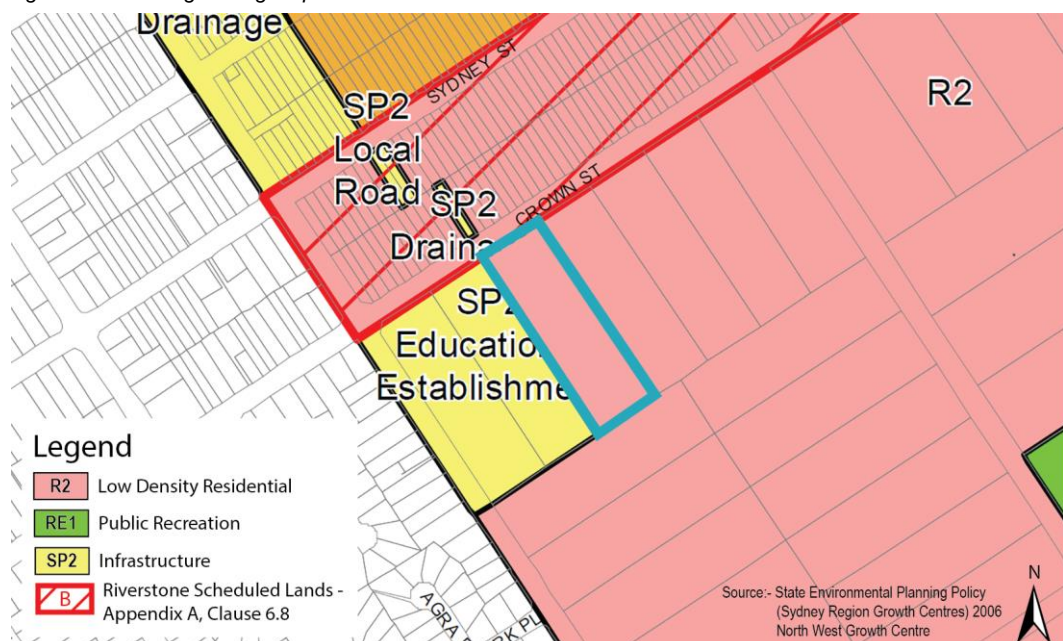 Drainage
SYDNEY ST
SP2
Local
Road
SP2
CROWN ST
R2
SP2
Education
Establishme
Legend
R2 Low Density Residential
RE1 Public Recreation
SP2 Infrastructure
B Riverstone Scheduled Lands -
Appendix A, Clause 6.8
Source:- State Environmental Planning Policy
(Sydney Region Growth Centres) 2006
North West Growth Centre
N